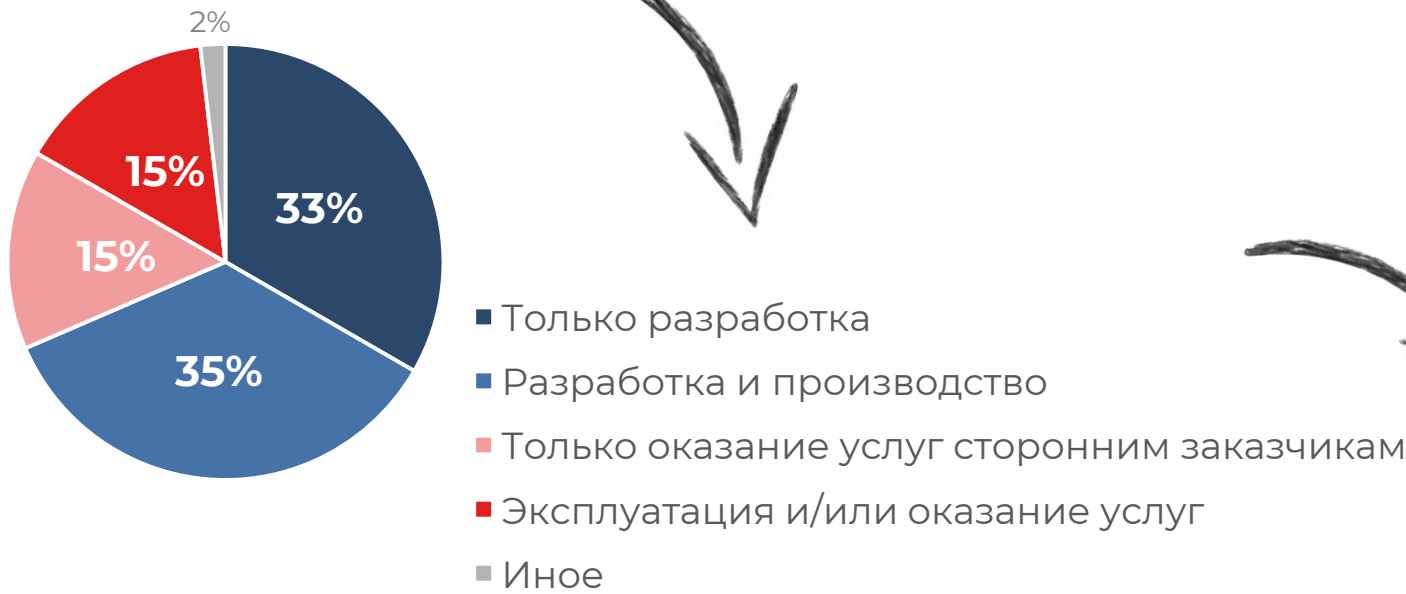 2%
15%
33%
15%
35%
Только разработка
Разработка и производство
Только оказание услуг сторонним заказчикам
Эксплуатация и/или оказание услуг
Иное